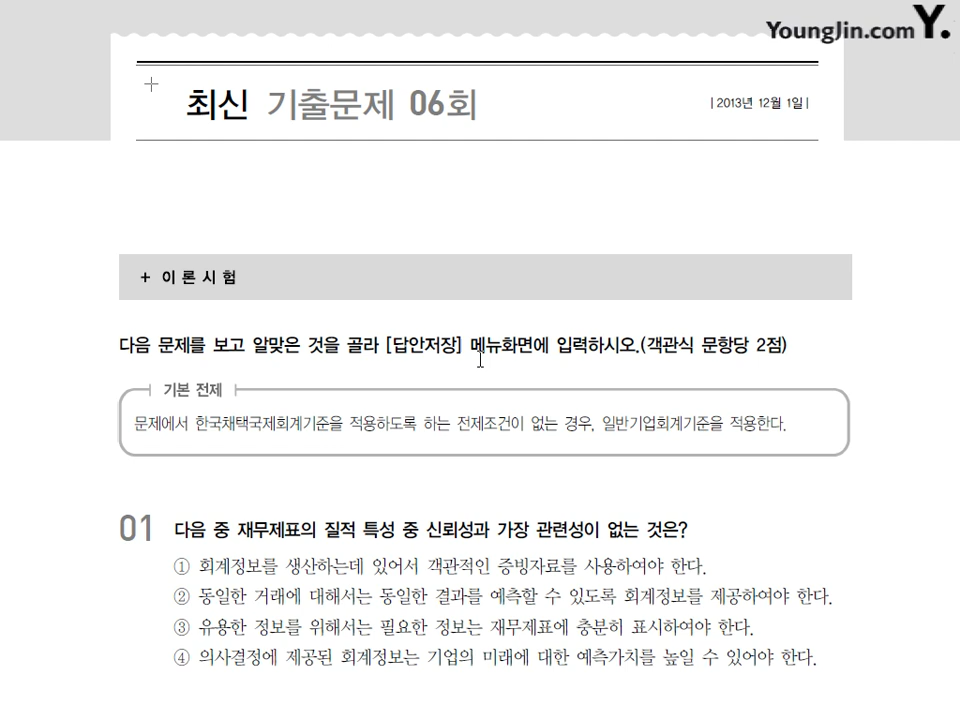 YoungJin.com Y.
최신 기출문제 06회
| 2013년 12월 1일 |
+ 이론시험
다음 문제를 보고 알맞은 것을 골라 [답안저장] 메뉴화면에 입력하시오.(객관식 문항당 2점)
기본 전제
문제에서 한국채택국제회계기준을 적용하도록 하는 전제조건이 없는 경우, 일반기업회계기준을 적용한다.
01 다음 중 재무제표의 질적 특성 중 신뢰성과 가장 관련성이 없는 것은?
① 회계정보를 생산하는데 있어서 객관적인 증빙자료를 사용하여야 한다.
② 동일한 거래에 대해서는 동일한 결과를 예측할 수 있도록 회계정보를 제공하여야 한다.
③ 유용한 정보를 위해서는 필요한 정보는 재무제표에 충분히 표시하여야 한다.
④ 의사결정에 제공된 회계정보는 기업의 미래에 대한 예측가치를 높일 수 있어야 한다.